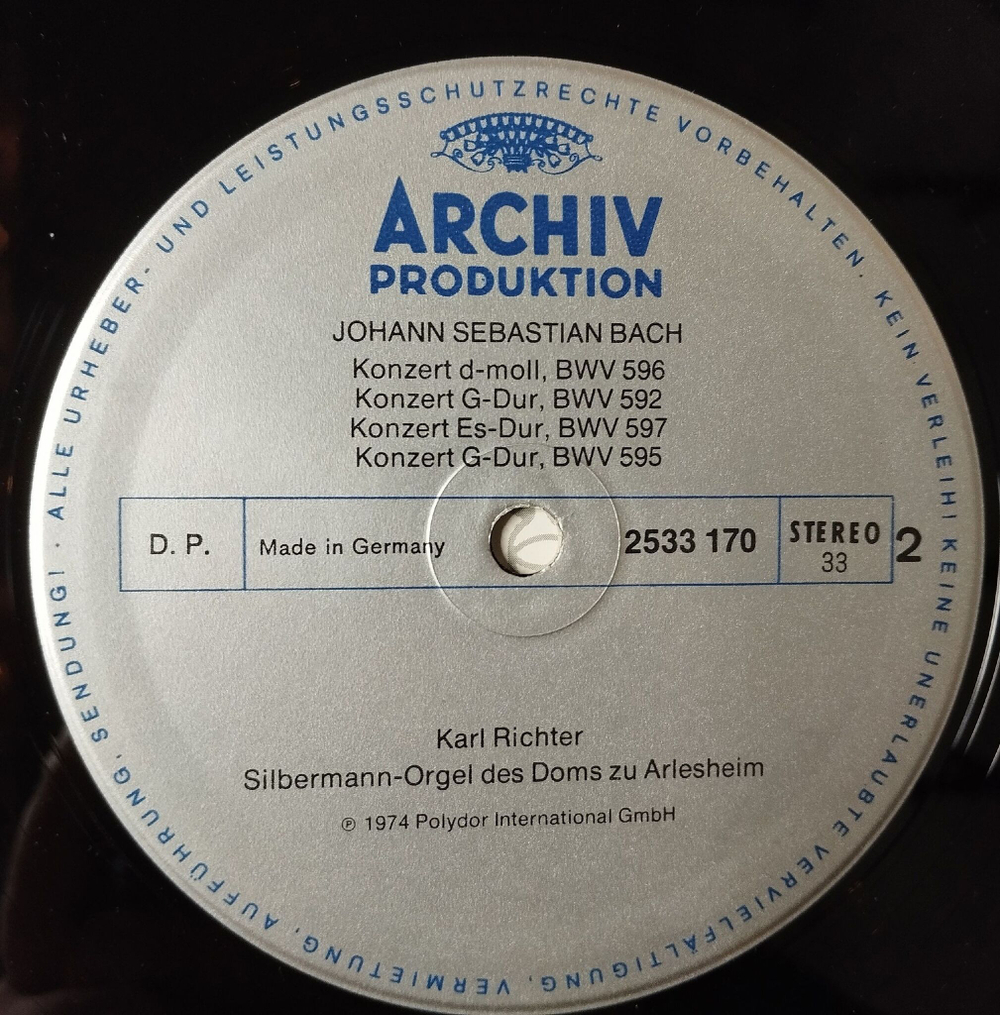 ALLE URHEBER- UND LEISTUNGSSCHUTZRECHTE VORBEHALTEN. KEIN VERLEIH! KEINE UNERLAUBTE VERVIELFÄLTIGUNG, VERMIETUNG, AUFFÜHRUNG, SENDUNG! ·
ARCHIV
PRODUKTION
JOHANN SEBASTIAN BACH
Konzert d-moll, BWV 596
Konzert G-Dur, BWV 592
Konzert Es-Dur, BWV 597
Konzert G-Dur, BWV 595
D. P. Made in Germany 2533 170 STEREO 2
33
Karl Richter
Silbermann-Orgel des Doms zu Arlesheim
℗ 1974 Polydor International GmbH